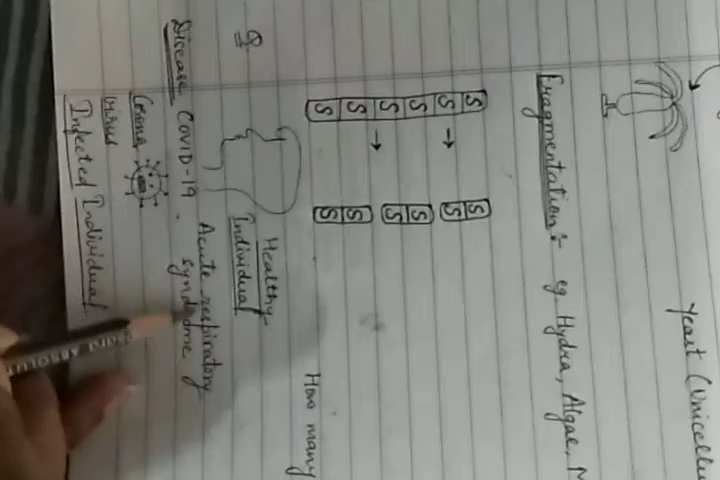 Yeast (Unicellu
Fragmentation:- eg Hydra, Algae, M
S S S S S S
S S S S S S
How many
Healthy
Individual
Disease COVID-19. Acute respiratory
syndrome
Corona
virus
Infected Individual
ABSOLUT